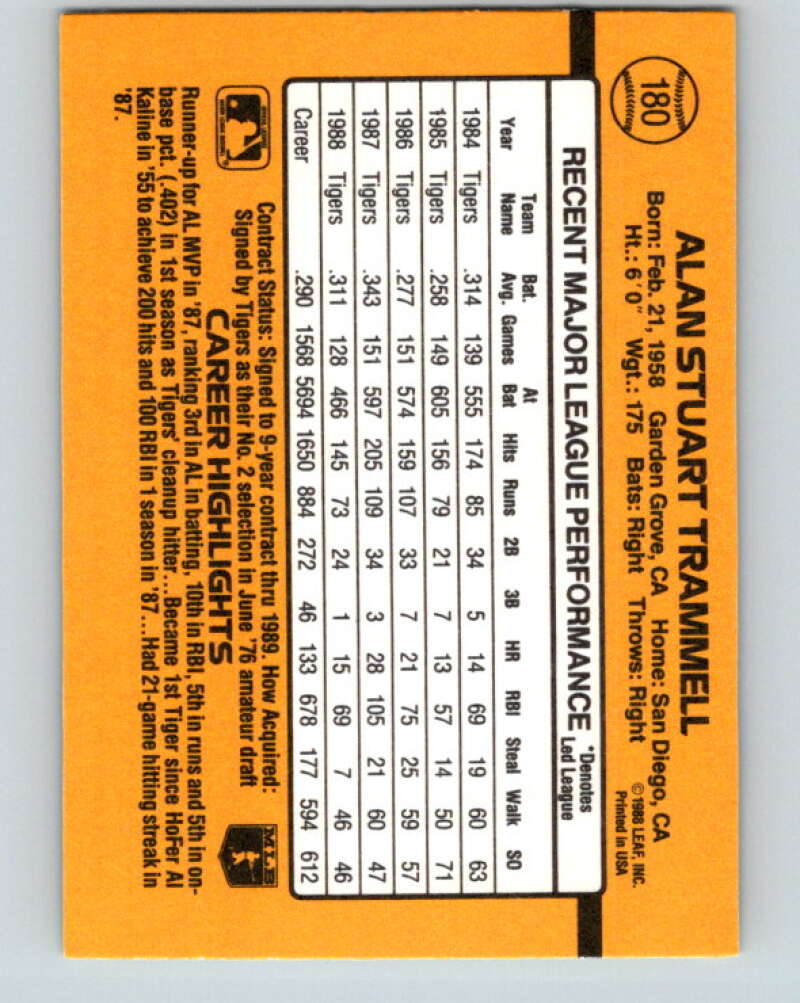 180
ALAN STUART TRAMMELL
Born: Feb. 21, 1958 Garden Grove, CA Home: San Diego, CA
Ht.: 6'0" Wgt.: 175 Bats: Right Throws: Right
© 1988 LEAF, INC.
Printed in USA
RECENT MAJOR LEAGUE PERFORMANCE
*Denotes
Led League
Year Team Name Bat. Avg. Games At Bat Hits Runs 2B 3B HR RBI Steal Walk SO
1984 Tigers .314 139 555 174 85 34 5 14 69 19 60 63
1985 Tigers .258 149 605 156 79 21 7 13 57 14 50 71
1986 Tigers .277 151 574 159 107 33 7 21 75 25 59 57
1987 Tigers .343 151 597 205 109 34 3 28 105 21 60 47
1988 Tigers .311 128 466 145 73 24 1 15 69 7 46 46
Career .290 1568 5694 1650 884 272 46 133 678 177 594 612
Contract Status: Signed to 9-year contract thru 1989. How Acquired:
Signed by Tigers as their No. 2 selection in June '76 amateur draft
MLB
CAREER HIGHLIGHTS
Runner-up for AL MVP in '87, ranking 3rd in AL in batting, 10th in RBI, 5th in runs and 5th in on-
base pct. (.402) in 1st season as Tigers' cleanup hitter...Became 1st Tiger since HoFer Al
Kaline in '55 to achieve 200 hits and 100 RBI in 1 season in '87...Had 21-game hitting streak in
'87.